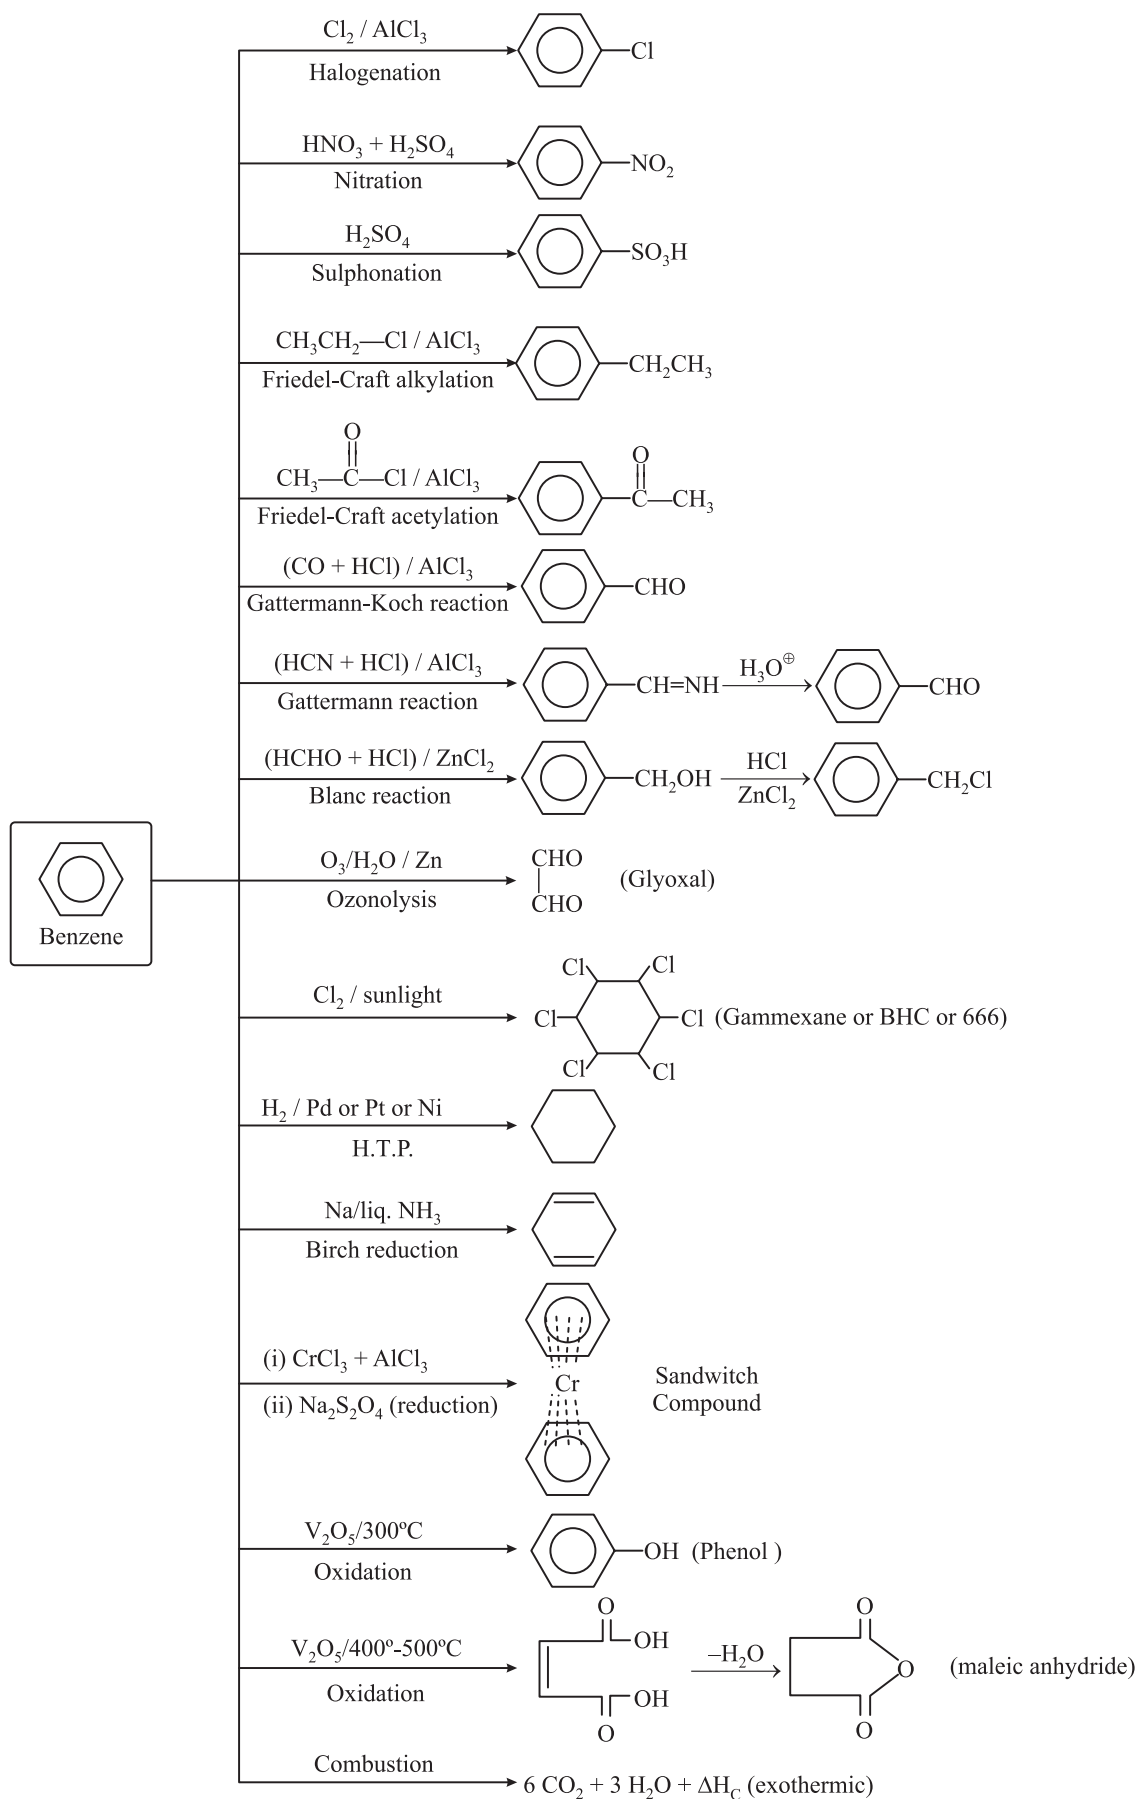 Cl₂ / AlCl₃
Halogenation
Cl
HNO₃ + H₂SO₄
Nitration
NO₂
H₂SO₄
Sulphonation
SO₃H
CH₃CH₂—Cl / AlCl₃
Friedel-Craft alkylation
CH₂CH₃
O
CH₃—C—Cl / AlCl₃
Friedel-Craft acetylation
O
C—CH₃
(CO + HCl) / AlCl₃
Gattermann-Koch reaction
CHO
(HCN + HCl) / AlCl₃
Gattermann reaction
CH=NH
H₃O⊕
CHO
(HCHO + HCl) / ZnCl₂
Blanc reaction
CH₂OH
HCl
ZnCl₂
CH₂Cl
Benzene
O₃/H₂O / Zn
Ozonolysis
CHO
CHO
(Glyoxal)
Cl₂ / sunlight
Cl Cl
Cl Cl (Gammexane or BHC or 666)
Cl Cl
H₂ / Pd or Pt or Ni
H.T.P.
Na/liq. NH₃
Birch reduction
(i) CrCl₃ + AlCl₃
(ii) Na₂S₂O₄ (reduction)
Cr
Sandwitch
Compound
V₂O₅/300ºC
Oxidation
OH (Phenol )
V₂O₅/400º-500ºC
Oxidation
O
OH
OH
O
–H₂O
O
O
O
(maleic anhydride)
Combustion
6 CO₂ + 3 H₂O + ΔH_C (exothermic)